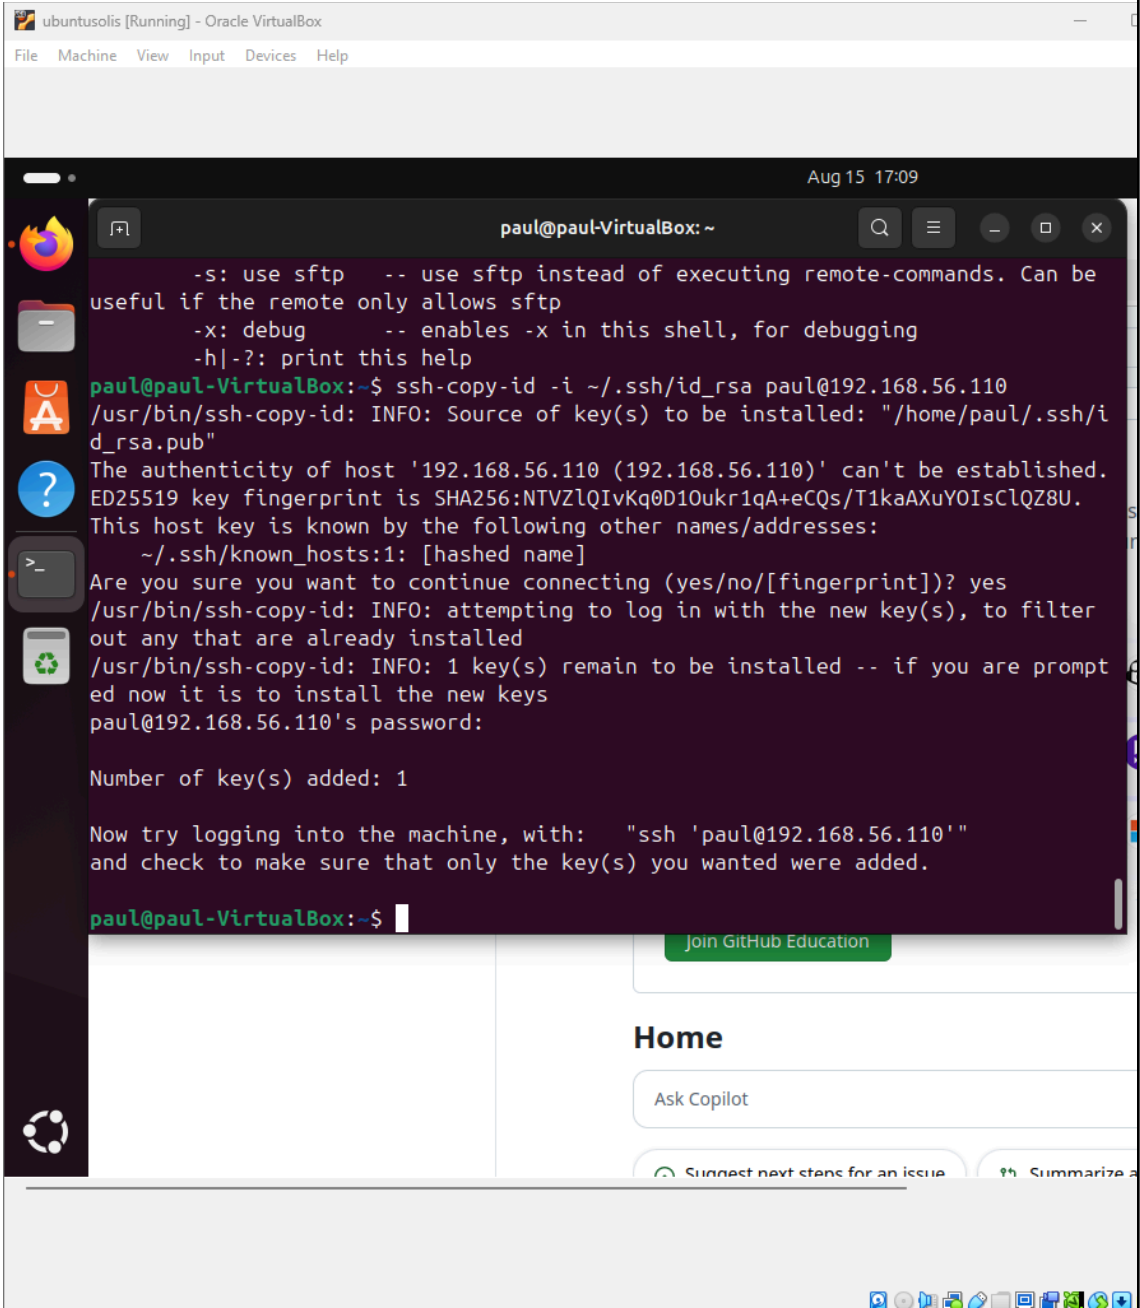 ubuntusolis [Running] - Oracle VirtualBox
File Machine View Input Devices Help
Aug 15 17:09
paul@paul-VirtualBox: ~
-s: use sftp   -- use sftp instead of executing remote-commands. Can be
useful if the remote only allows sftp
-x: debug      -- enables -x in this shell, for debugging
-h|-?: print this help
paul@paul-VirtualBox:~$ ssh-copy-id -i ~/.ssh/id_rsa paul@192.168.56.110
/usr/bin/ssh-copy-id: INFO: Source of key(s) to be installed: "/home/paul/.ssh/i
d_rsa.pub"
The authenticity of host '192.168.56.110 (192.168.56.110)' can't be established.
ED25519 key fingerprint is SHA256:NTVZlQIvKq0D1Oukr1qA+eCQs/T1kaAXuYOIsClQZ8U.
This host key is known by the following other names/addresses:
    ~/.ssh/known_hosts:1: [hashed name]
Are you sure you want to continue connecting (yes/no/[fingerprint])? yes
/usr/bin/ssh-copy-id: INFO: attempting to log in with the new key(s), to filter
out any that are already installed
/usr/bin/ssh-copy-id: INFO: 1 key(s) remain to be installed -- if you are prompt
ed now it is to install the new keys
paul@192.168.56.110's password:
Number of key(s) added: 1
Now try logging into the machine, with:   "ssh 'paul@192.168.56.110'"
and check to make sure that only the key(s) you wanted were added.
paul@paul-VirtualBox:~$
Join GitHub Education
Home
Ask Copilot
Suggest next steps for an issue
Summarize a